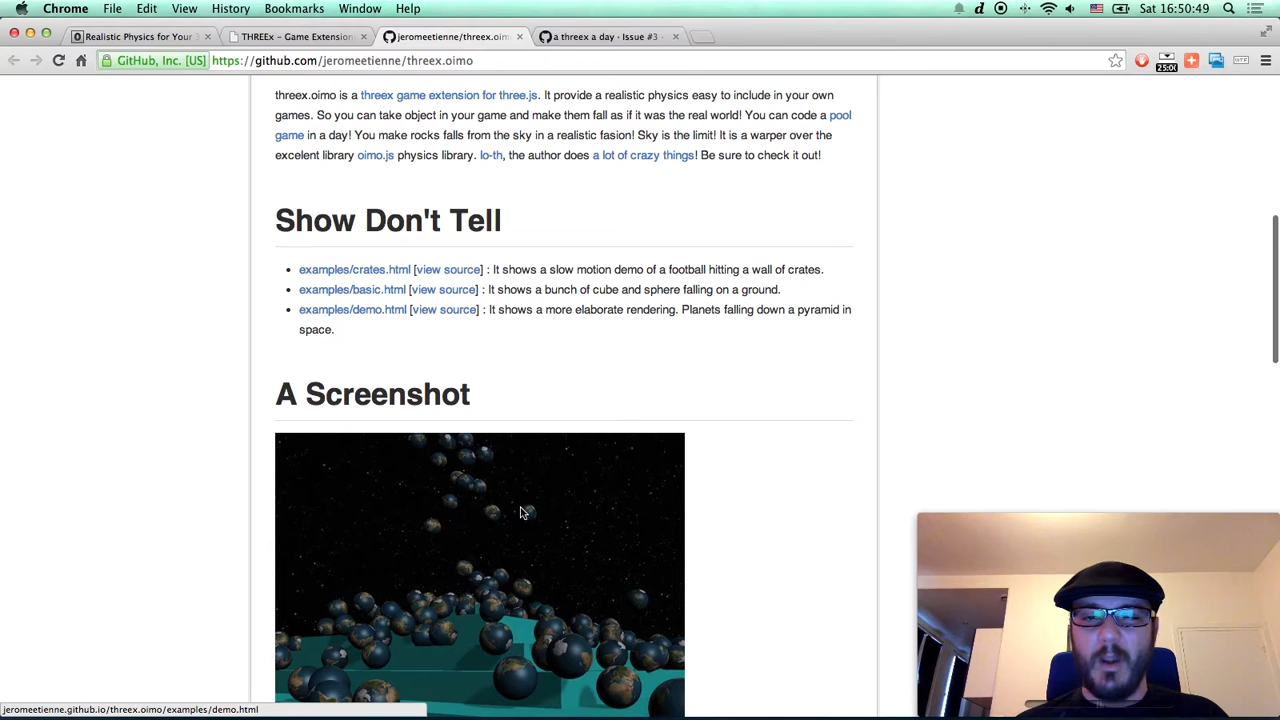 Chrome File Edit View History Bookmarks Window Help Sat 16:50:49
Realistic Physics for Your 3 × THREEx - Game Extension × jeromeetienne/threex.oimo × a threex a day · Issue #3 · ×
GitHub, Inc. [US] https://github.com/jeromeetienne/threex.oimo 25:00
threex.oimo is a threex game extension for three.js. It provide a realistic physics easy to include in your own
games. So you can take object in your game and make them fall as if it was the real world! You can code a pool
game in a day! You make rocks falls from the sky in a realistic fasion! Sky is the limit! It is a warper over the
excelent library oimo.js physics library. lo-th, the author does a lot of crazy things! Be sure to check it out!
Show Don't Tell
• examples/crates.html [view source] : It shows a slow motion demo of a football hitting a wall of crates.
• examples/basic.html [view source] : It shows a bunch of cube and sphere falling on a ground.
• examples/demo.html [view source] : It shows a more elaborate rendering. Planets falling down a pyramid in
space.
A Screenshot
jeromeetienne.github.io/threex.oimo/examples/demo.html